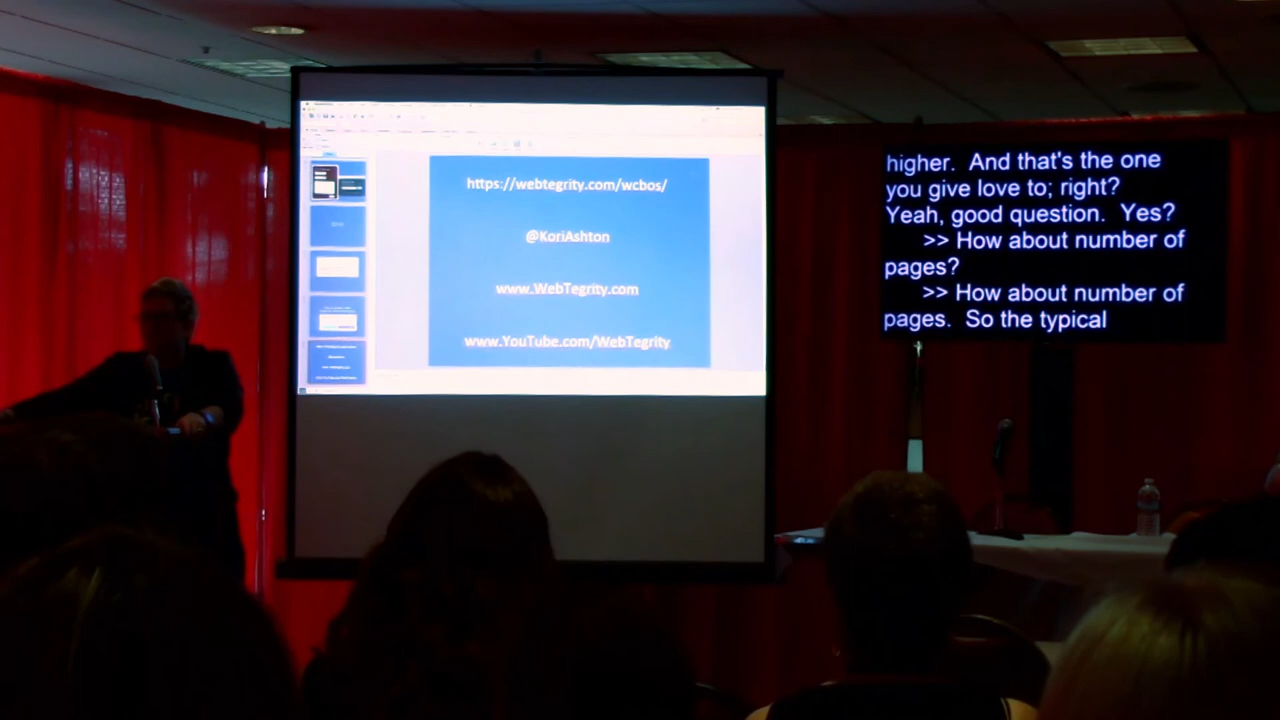 https://webtegrity.com/wcbos/
@KoriAshton
www.WebTegrity.com
www.YouTube.com/WebTegrity
higher. And that's the one
you give love to; right?
Yeah, good question. Yes?
>> How about number of
pages?
>> How about number of
pages. So the typical